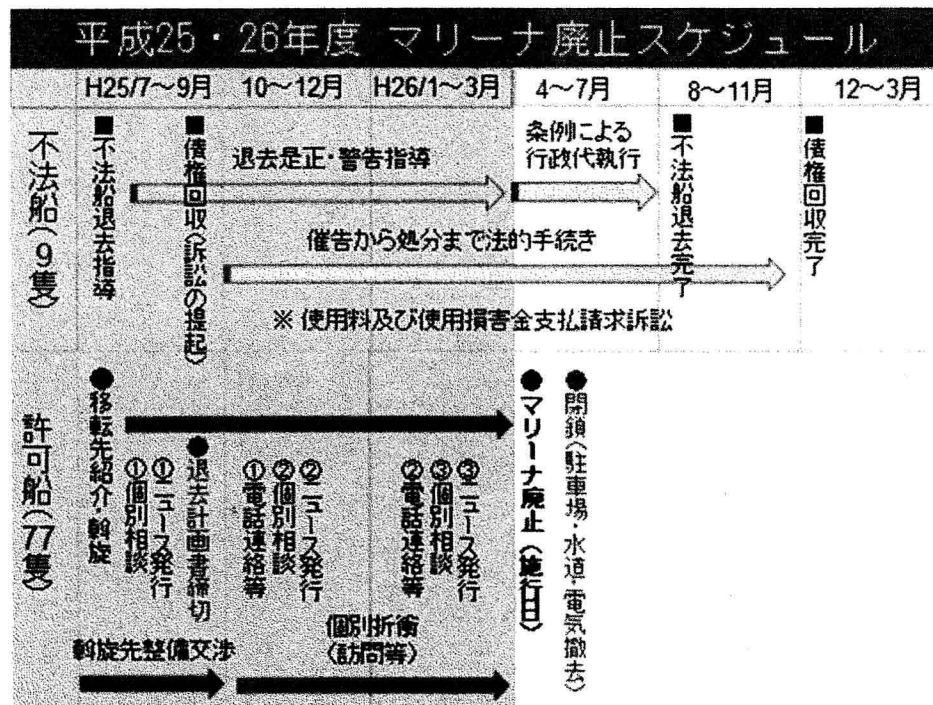 平成25・26年度 マリーナ廃止スケジュール
H25/7～9月
10～12月
H26/1～3月
4～7月
8～11月
12～3月
不法船(9隻)
■不法船退去指導
■債権回収(訴訟の提起)
退去是正・警告指導
条例による
行政代執行
■不法船退去完了
■債権回収完了
催告から処分まで法的手続き
※ 使用料及び使用損害金支払請求訴訟
許可船(77隻)
●移転先紹介・斡旋
①個別相談
①ニュース発行
●退去計画書締切
①電話連絡等
②個別相談
②ニュース発行
②電話連絡等
③個別相談
③ニュース発行
●マリーナ廃止(施行日)
●閉鎖(駐車場・水道・電気撤去)
斡旋先整備交渉
個別折衝
(訪問等)